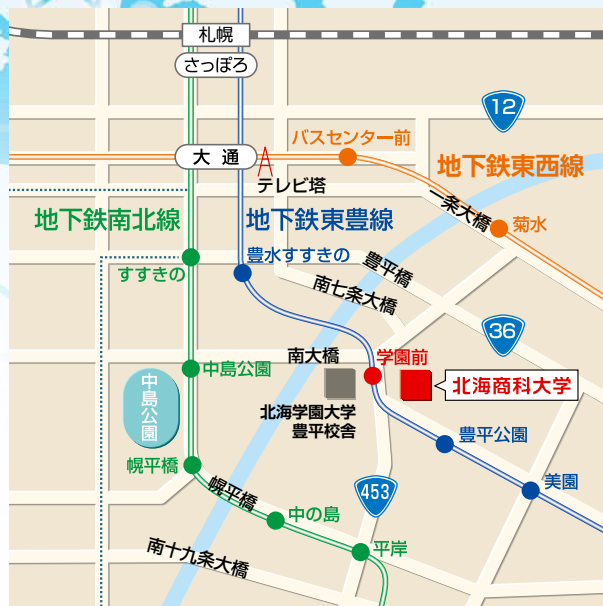 札幌
さっぽろ
12
バスセンター前
大通
テレビ塔
地下鉄東西線
一条大橋
菊水
地下鉄南北線
地下鉄東豊線
豊水すすきの
すすきの
豊平橋
南七条大橋
36
南大橋
学園前
中島公園
中島公園
北海商科大学
北海学園大学
豊平校舎
豊平公園
幌平橋
幌平橋
美園
453
中の島
南十九条大橋
平岸